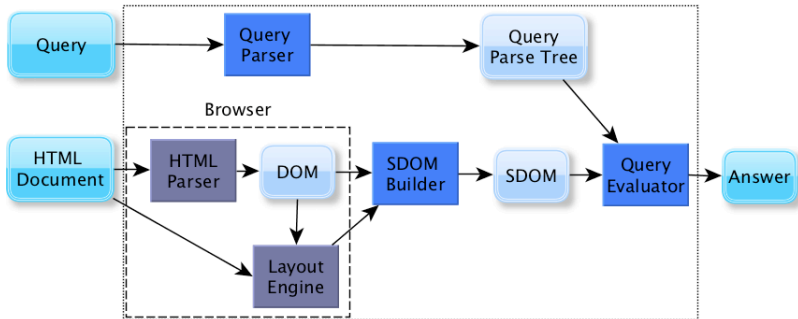 Query
Query
Parser
Query
Parse Tree
Browser
HTML
Document
HTML
Parser
DOM
SDOM
Builder
SDOM
Query
Evaluator
Answer
Layout
Engine